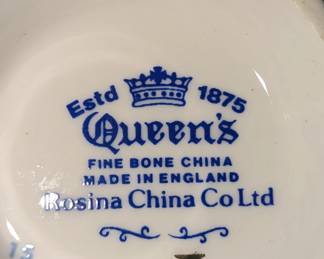 Estd 1875
Queen's
FINE BONE CHINA
MADE IN ENGLAND
Rosina China Co Ltd